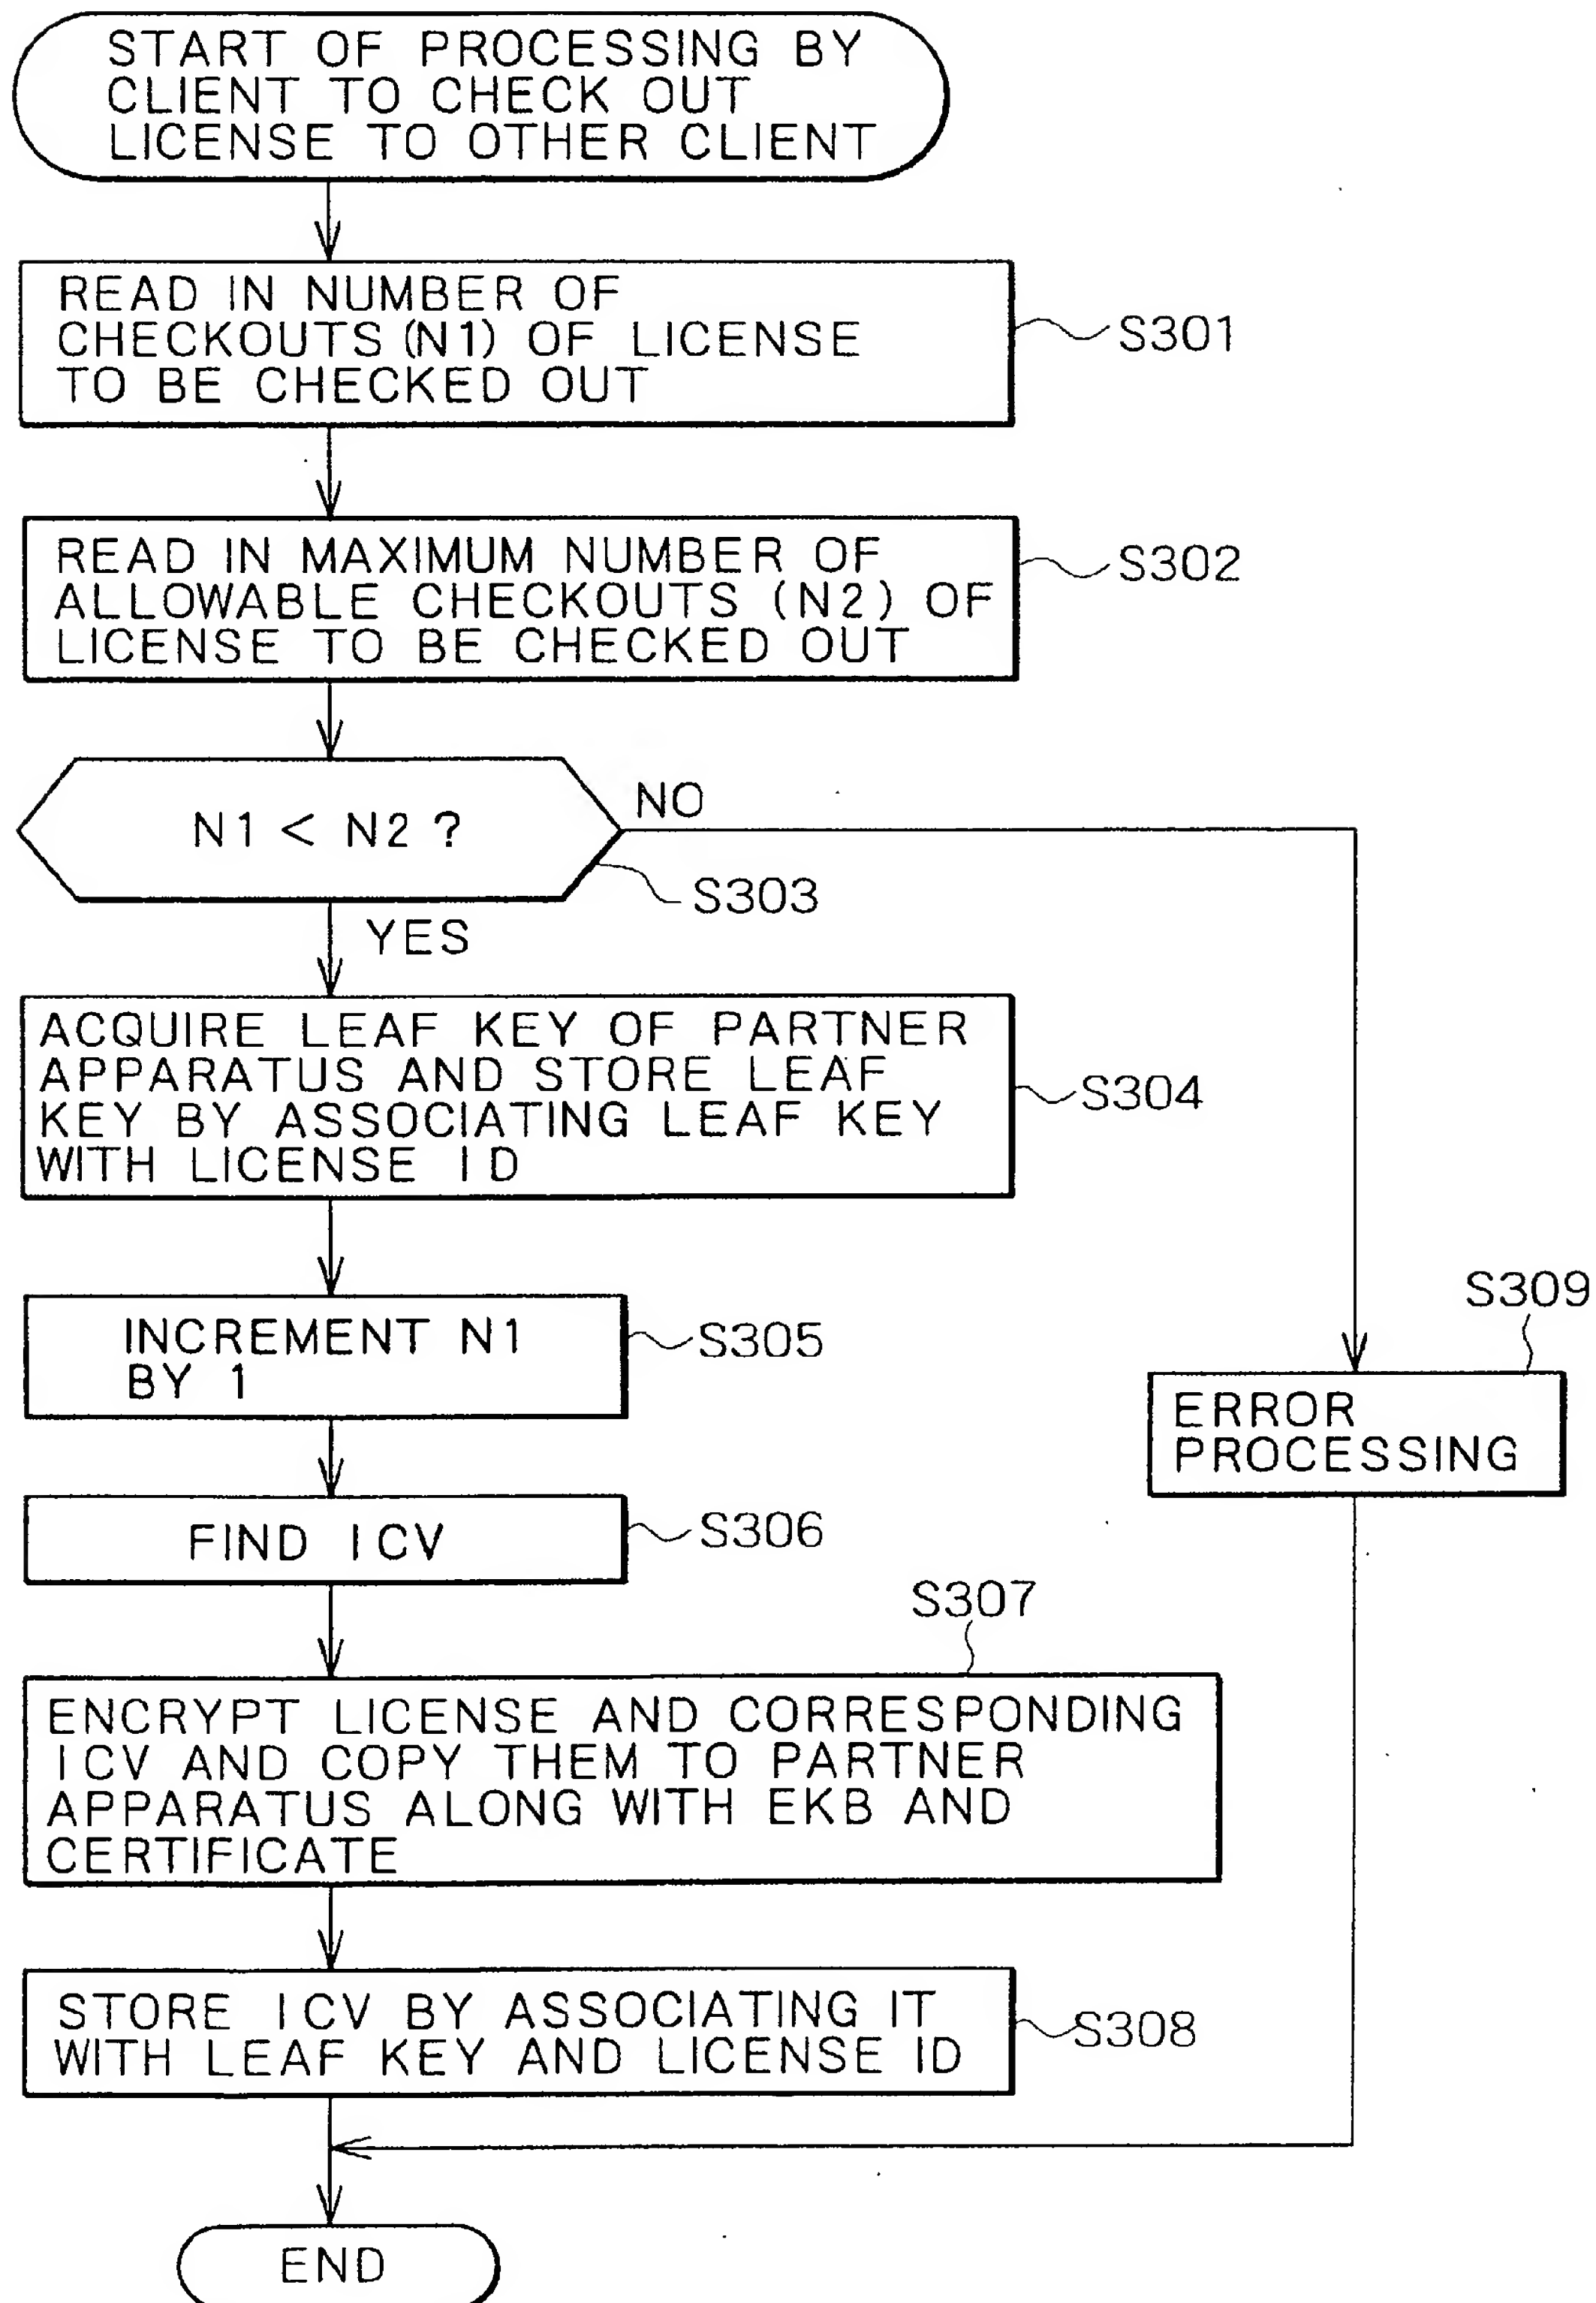 START OF PROCESSING BY
CLIENT TO CHECK OUT
LICENSE TO OTHER CLIENT
READ IN NUMBER OF
CHECKOUTS (N1) OF LICENSE
TO BE CHECKED OUT
S301
READ IN MAXIMUM NUMBER OF
ALLOWABLE CHECKOUTS (N2) OF
LICENSE TO BE CHECKED OUT
S302
N1 < N2 ?
NO
S303
YES
ACQUIRE LEAF KEY OF PARTNER
APPARATUS AND STORE LEAF
KEY BY ASSOCIATING LEAF KEY
WITH LICENSE ID
S304
INCREMENT N1
BY 1
S305
S309
ERROR
PROCESSING
FIND ICV
S306
S307
ENCRYPT LICENSE AND CORRESPONDING
ICV AND COPY THEM TO PARTNER
APPARATUS ALONG WITH EKB AND
CERTIFICATE
STORE ICV BY ASSOCIATING IT
WITH LEAF KEY AND LICENSE ID
S308
END